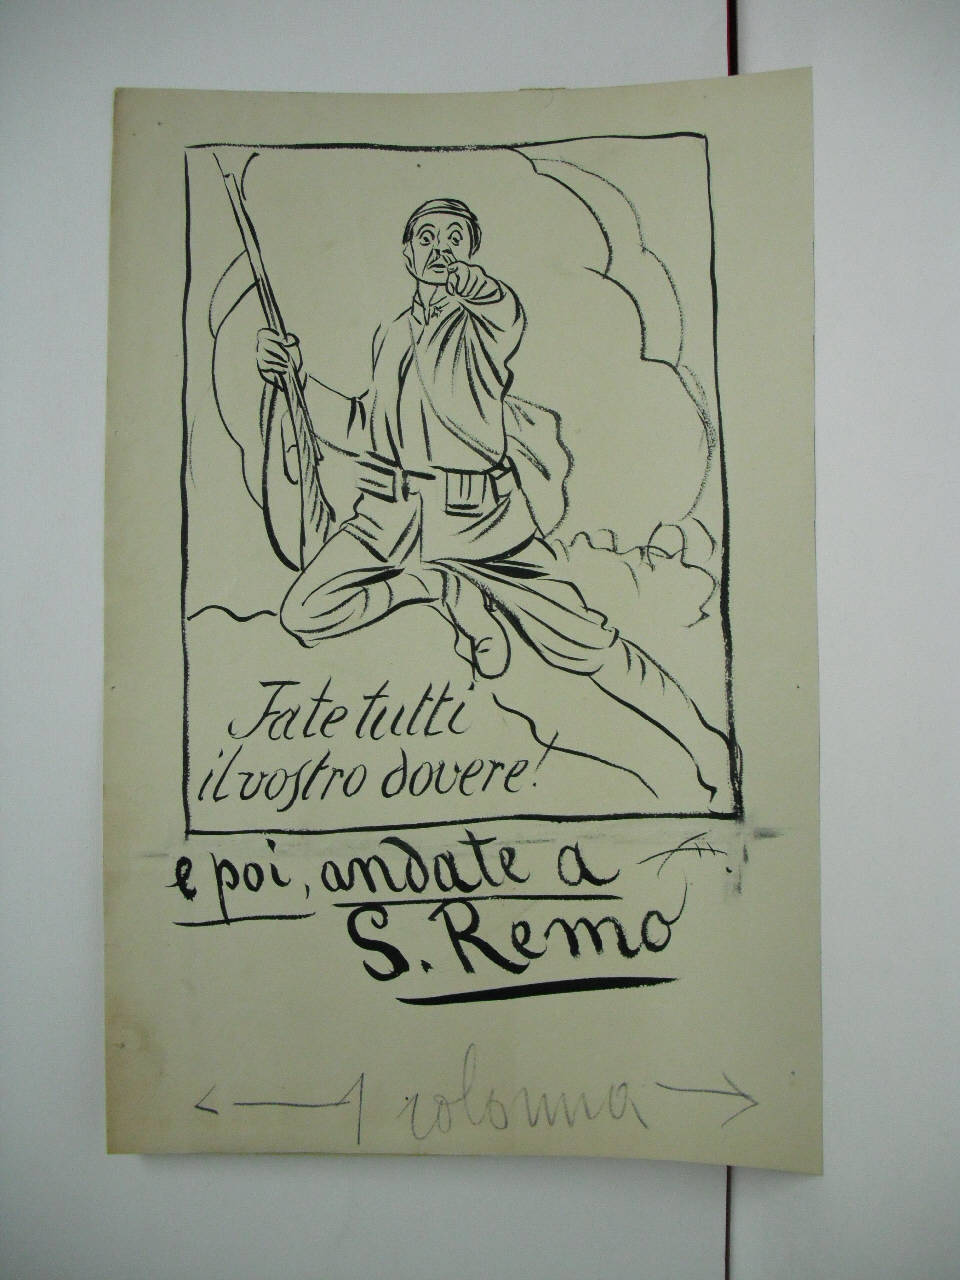 Fate tutti
il vostro dovere!
e poi, andate a
S. Remo
1 colonna